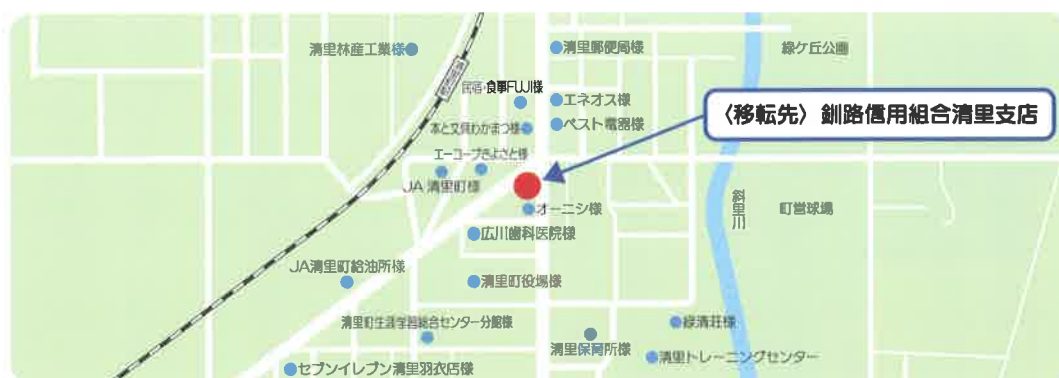 清里林産工業様
清里郵便局様
緑ケ丘公園
民宿・食事FUJI様
エネオス様
ベスト電器様
〈移転先〉釧路信用組合清里支店
本と文具わかまつ様
エーコープきよさと様
JA 清里町様
オーニシ様
斜里川
町営球場
広川歯科医院様
JA清里町給油所様
清里町役場様
清里町生涯学習総合センター分館様
緑清荘様
清里保育所様
清里トレーニングセンター
セブンイレブン清里羽衣店様